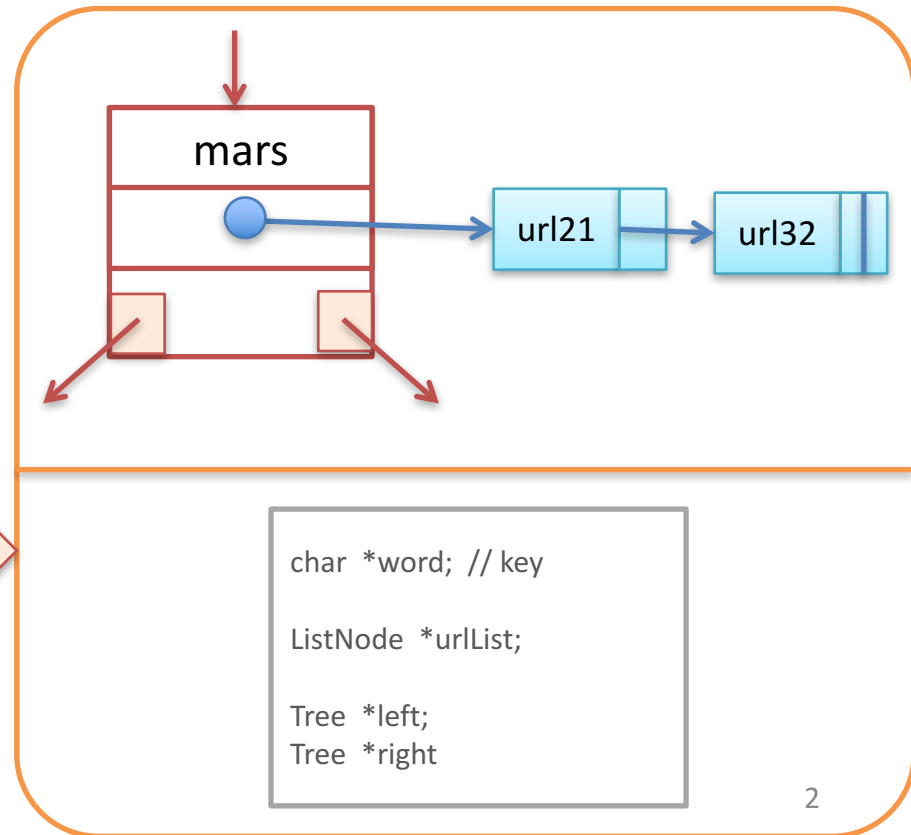 mars
url21
url32
char *word; // key
ListNode *urlList;
Tree *left;
Tree *right
2